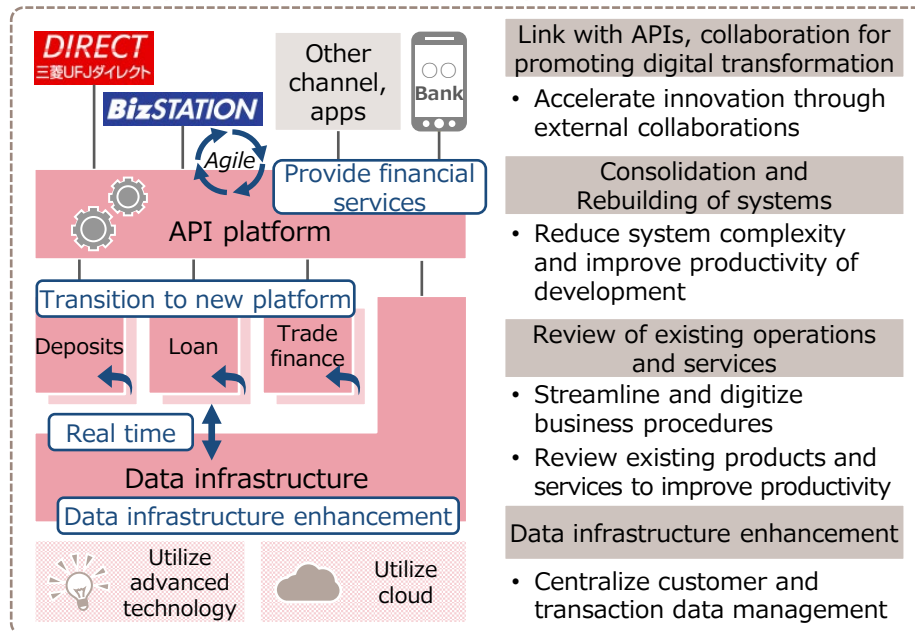 DIRECT
三菱UFJダイレクト
BizSTATION
Agile
Other
channel,
apps
Bank
Provide financial
services
API platform
Transition to new platform
Deposits
Loan
Trade
finance
Real time
Data infrastructure
Data infrastructure enhancement
Utilize
advanced
technology
Utilize
cloud
Link with APIs, collaboration for
promoting digital transformation
• Accelerate innovation through
external collaborations
Consolidation and
Rebuilding of systems
• Reduce system complexity
and improve productivity of
development
Review of existing operations
and services
• Streamline and digitize
business procedures
• Review existing products and
services to improve productivity
Data infrastructure enhancement
• Centralize customer and
transaction data management